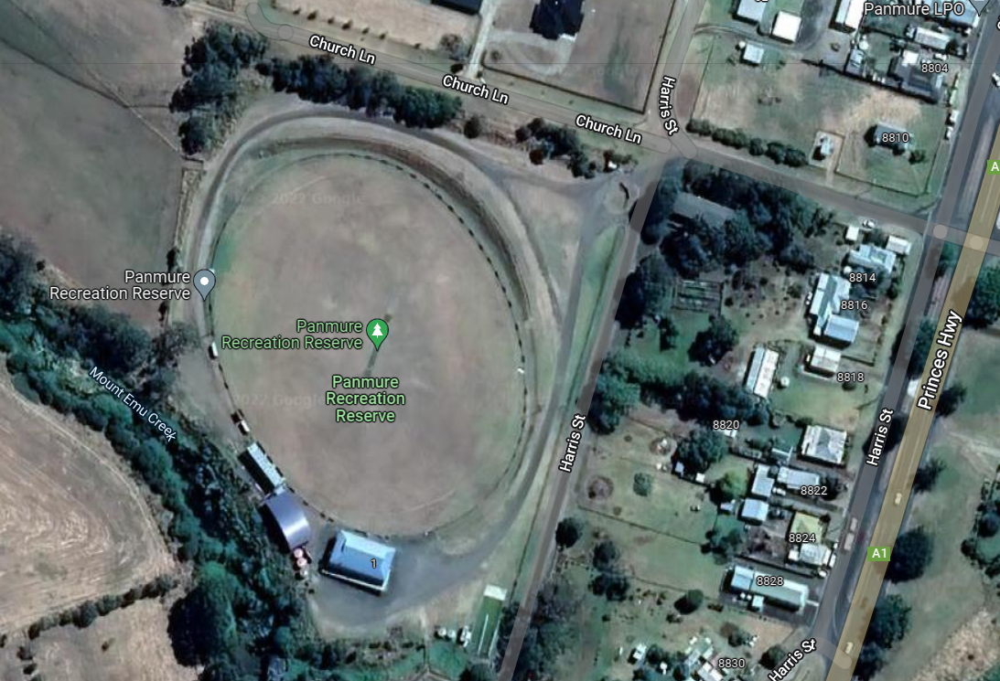 Panmure LPO
Church Ln
Church Ln
Church Ln
Harris St
8804
8810
A
2022 Google
Panmure
Recreation Reserve
Panmure
Recreation Reserve
Panmure
Recreation
Reserve
2022 Google
Mount Emu Creek
8814
8816
8818
Princes Hwy
8820
Harris St
Harris St
8822
8824
A1
1
8828
8830
Harris St